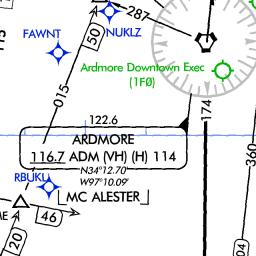 287
FAWNT
50
NUKLZ
Ardmore Downtown Exec
(1F0)
015
174
122.6
ARDMORE
116.7 ADM (VH) (H) 114
N34°12.70'
W97°10.09'
360
RBUKU
MC ALESTER
46
20
04